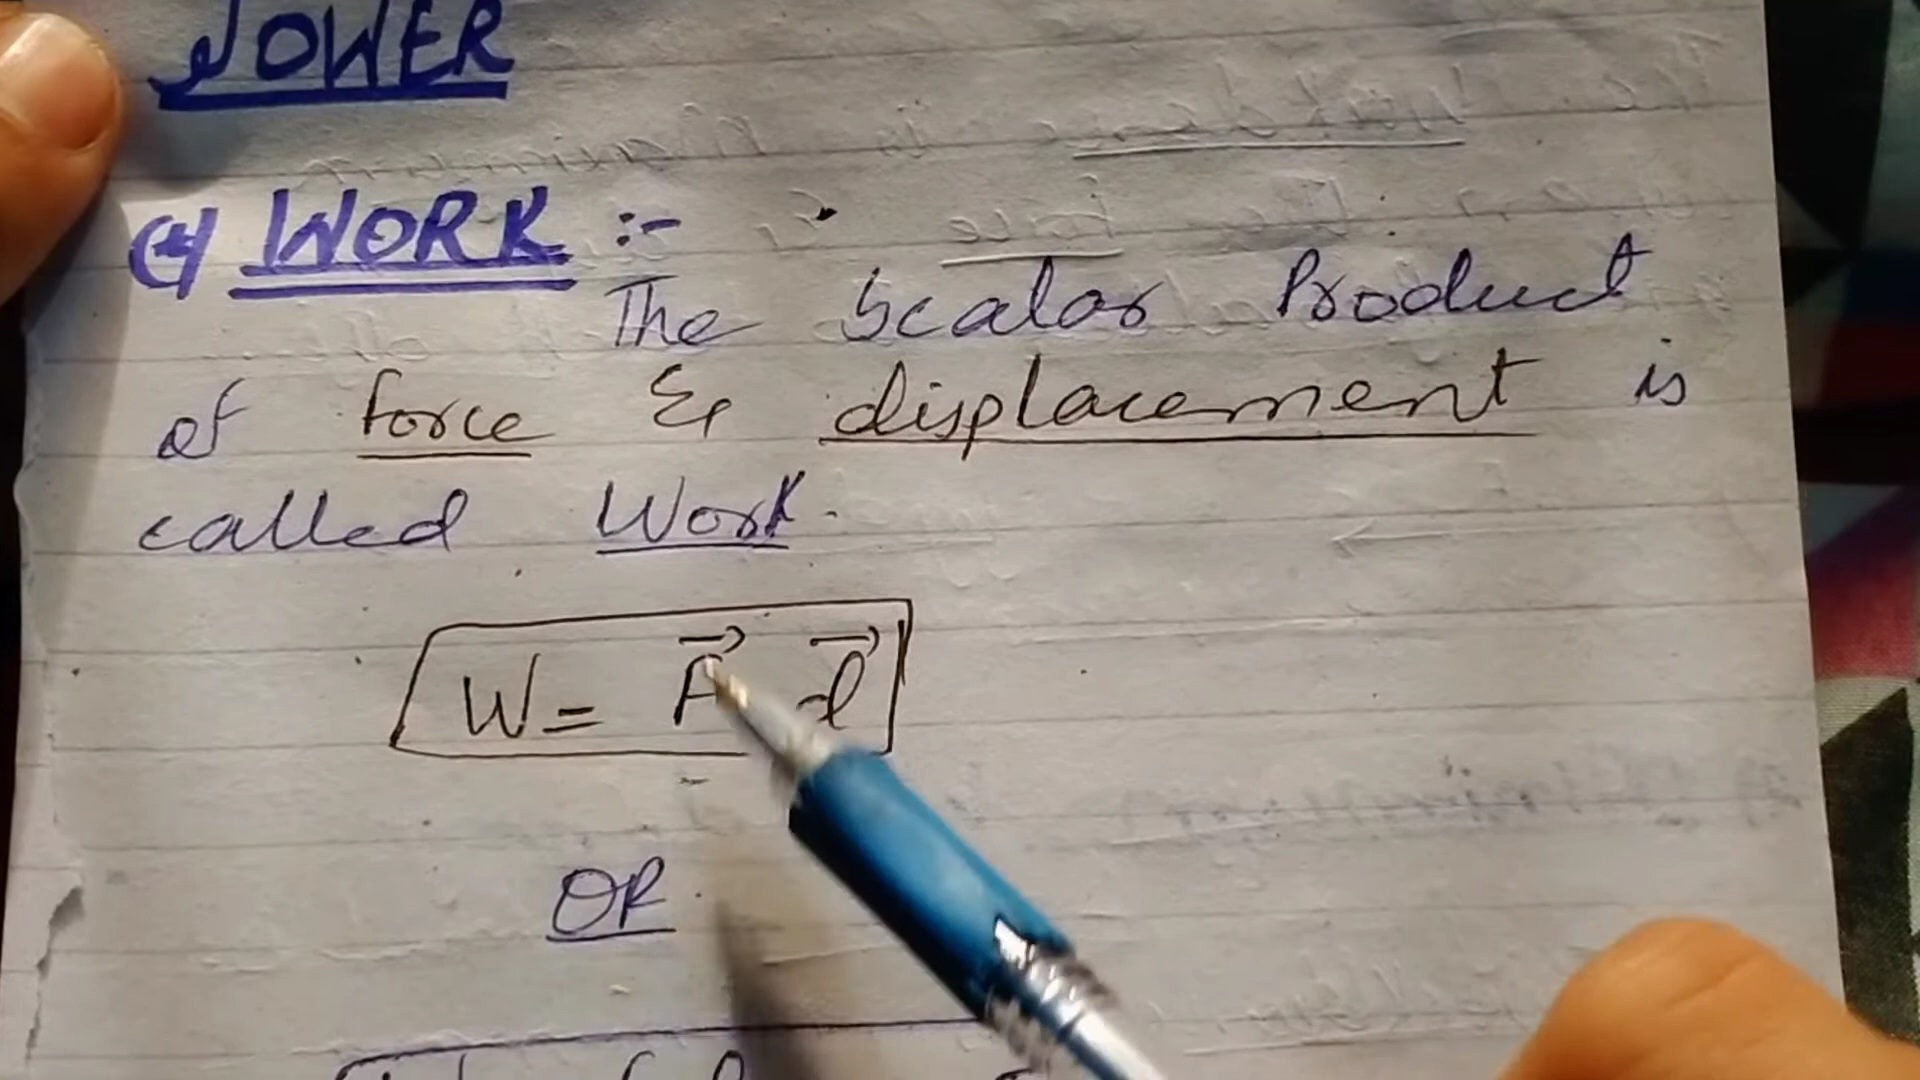 POWER
(*) WORK :-
The Scalar Product
of force & displacement is
called Work.
W = F d
OR